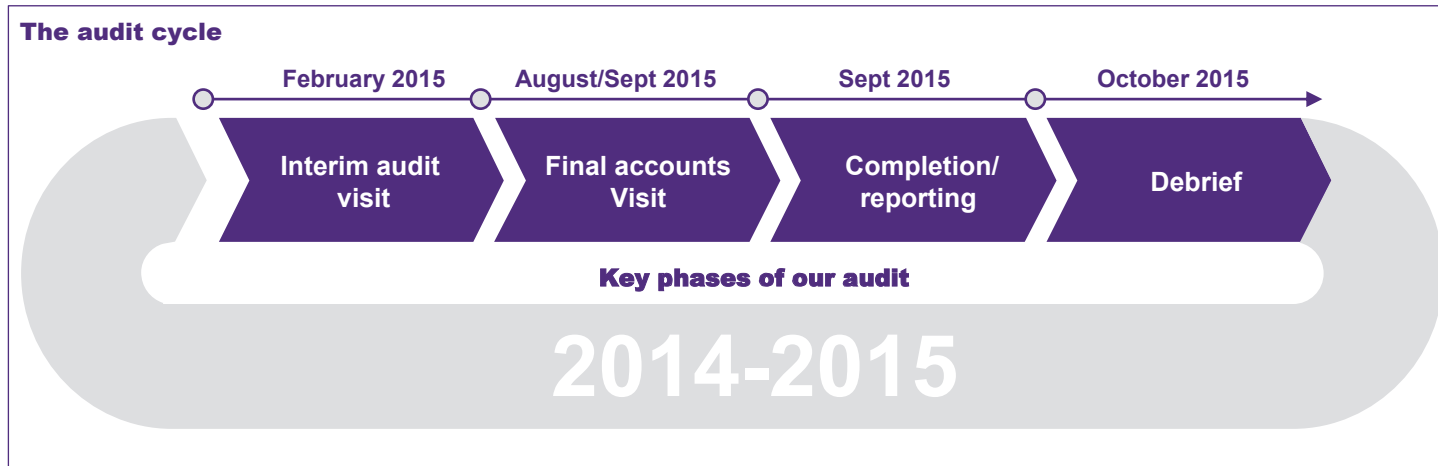 The audit cycle
February 2015
August/Sept 2015
Sept 2015
October 2015
Interim audit
visit
Final accounts
Visit
Completion/
reporting
Debrief
Key phases of our audit
2014-2015